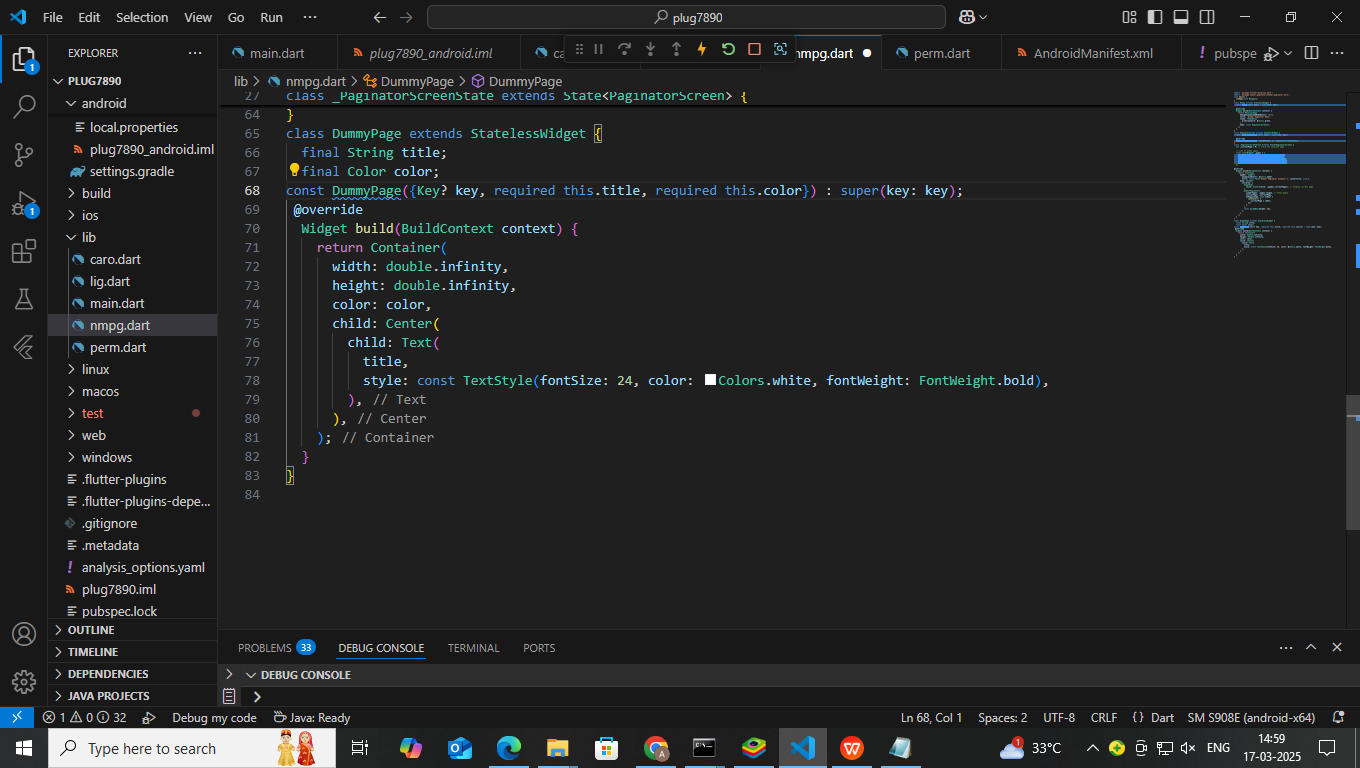 File Edit Selection View Go Run ··· plug7890
EXPLORER ···
main.dart plug7890_android.iml ca nmpg.dart perm.dart AndroidManifest.xml pubspe ···
PLUG7890
android
local.properties
plug7890_android.iml
settings.gradle
build
ios
lib
caro.dart
lig.dart
main.dart
nmpg.dart
perm.dart
linux
macos
test
web
windows
.flutter-plugins
.flutter-plugins-depe...
.gitignore
.metadata
analysis_options.yaml
plug7890.iml
pubspec.lock
OUTLINE
TIMELINE
DEPENDENCIES
JAVA PROJECTS
1
1
lib > nmpg.dart > DummyPage > DummyPage
27 class _PaginatorScreenState extends State<PaginatorScreen> {
64 }
65 class DummyPage extends StatelessWidget {
66 final String title;
67 final Color color;
68 const DummyPage({Key? key, required this.title, required this.color}) : super(key: key);
69 @override
70 Widget build(BuildContext context) {
71 return Container(
72 width: double.infinity,
73 height: double.infinity,
74 color: color,
75 child: Center(
76 child: Text(
77 title,
78 style: const TextStyle(fontSize: 24, color: Colors.white, fontWeight: FontWeight.bold),
79 ), // Text
80 ), // Center
81 ); // Container
82 }
83 }
84
PROBLEMS 33 DEBUG CONSOLE TERMINAL PORTS ···
DEBUG CONSOLE
>
1 0 32 Debug my code Java: Ready Ln 68, Col 1 Spaces: 2 UTF-8 CRLF {} Dart SM S908E (android-x64)
Type here to search 1 33°C ENG 14:59
17-03-2025